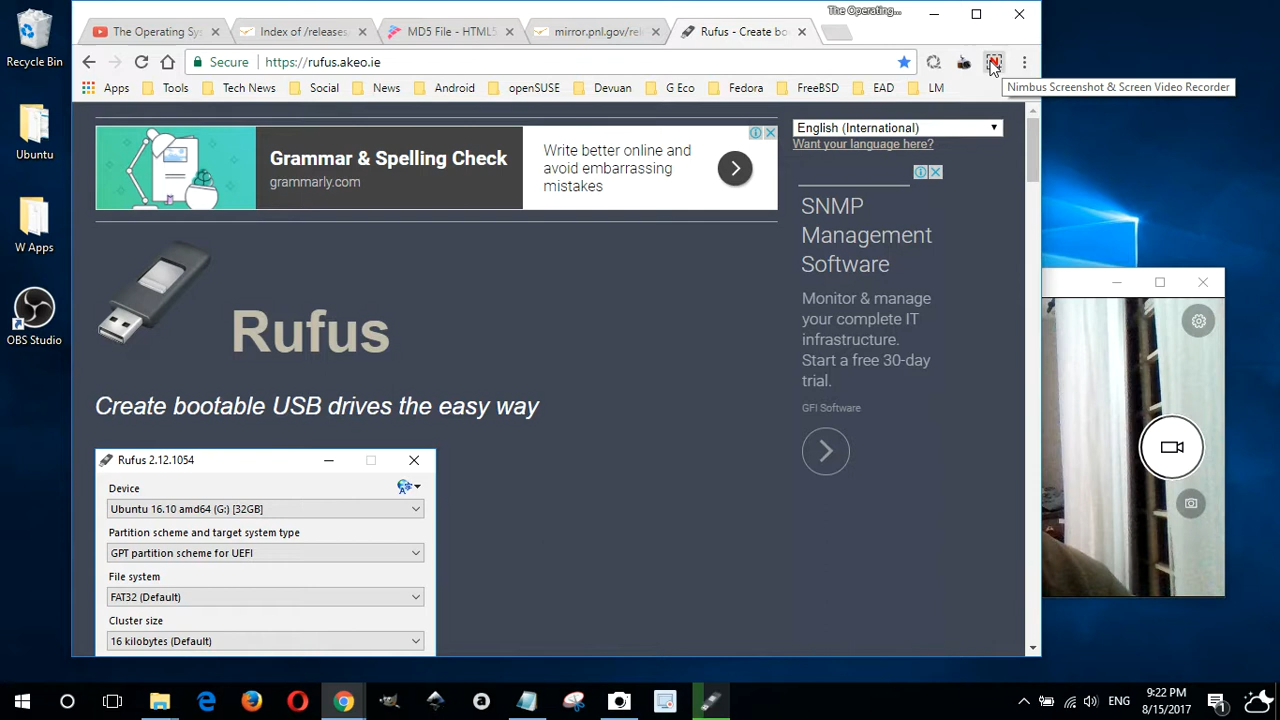 Recycle Bin
Ubuntu
W Apps
OBS Studio
The Operating...
The Operating Sys
Index of /releases,
MD5 File - HTML5
mirror.pnl.gov/rel
Rufus - Create bo
Secure
https://rufus.akeo.ie
N
Nimbus Screenshot & Screen Video Recorder
Apps
Tools
Tech News
Social
News
Android
openSUSE
Devuan
G Eco
Fedora
FreeBSD
EAD
LM
Grammar & Spelling Check
grammarly.com
Write better online and
avoid embarrassing
mistakes
English (International)
Want your language here?
SNMP
Management
Software
Monitor & manage
your complete IT
infrastructure.
Start a free 30-day
trial.
GFI Software
Rufus
Create bootable USB drives the easy way
Rufus 2.12.1054
Device
Ubuntu 16.10 amd64 (G:) [32GB]
Partition scheme and target system type
GPT partition scheme for UEFI
File system
FAT32 (Default)
Cluster size
16 kilobytes (Default)
ENG
9:22 PM
8/15/2017
1